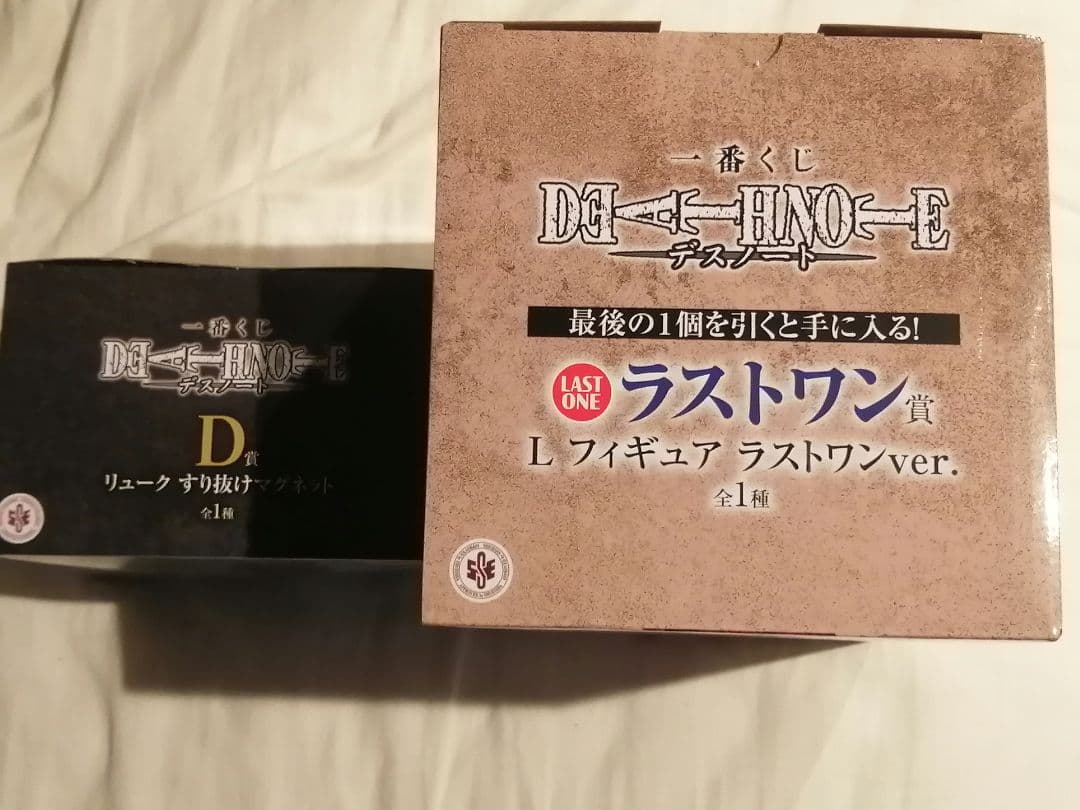 一番くじ
DEATH NOTE
デスノート
D賞
リューク すり抜けマグネット
全1種
一番くじ
DEATH NOTE
デスノート
最後の1個を引くと手に入る!
LAST ONE ラストワン賞
L フィギュア ラストワンver.
全1種